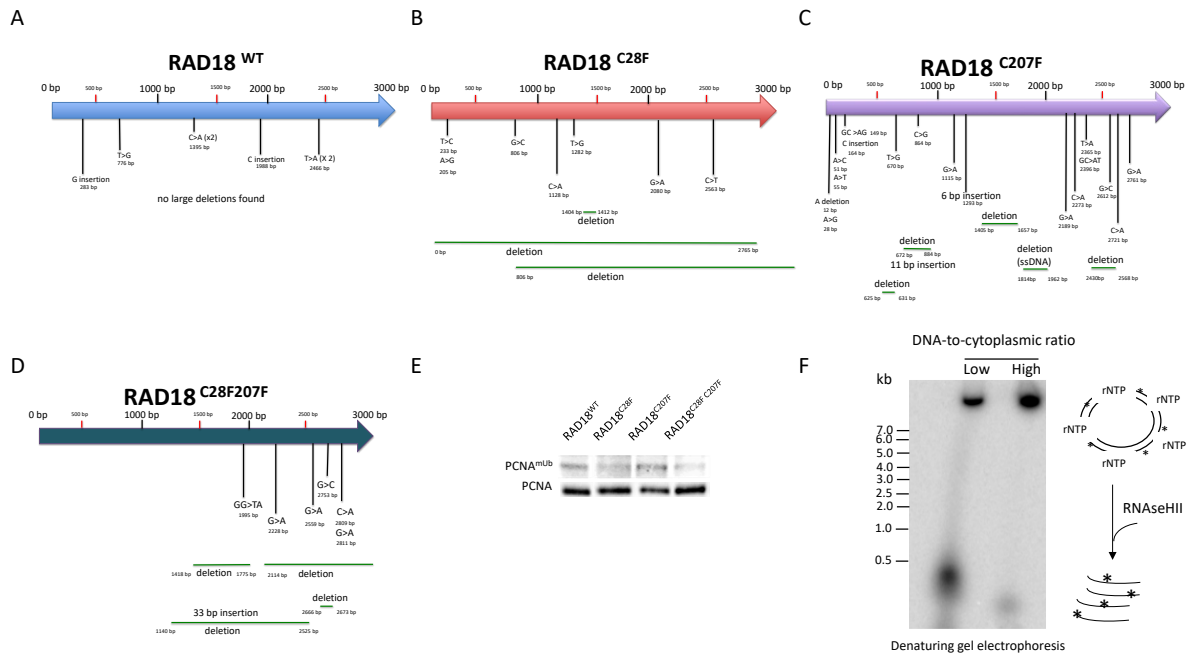 A
RAD18 WT
0 bp 500 bp 1000 bp 1500 bp 2000 bp 2500 bp 3000 bp
G insertion
283 bp
T>G
776 bp
C>A (x2)
1395 bp
C insertion
1988 bp
T>A (X 2)
2466 bp
no large deletions found
B
RAD18 C28F
0 bp 500 bp 1000 bp 1500 bp 2000 bp 2500 bp 3000 bp
T>C
233 bp
A>G
205 bp
G>C
806 bp
C>A
1128 bp
T>G
1282 bp
G>A
2080 bp
C>T
2563 bp
1404 bp 1412 bp
deletion
0 bp deletion 2765 bp
806 bp deletion
C
RAD18 C207F
0 bp 500 bp 1000 bp 1500 bp 2000 bp 2500 bp 3000 bp
A deletion
12 bp
A>G
28 bp
A>C
51 bp
A>T
55 bp
GC >AG 149 bp
C insertion
164 bp
T>G
670 bp
C>G
864 bp
G>A
1115 bp
6 bp insertion
1293 bp
G>A
2189 bp
C>A
2273 bp
T>A
2365 bp
GC>AT
2396 bp
G>C
2612 bp
C>A
2721 bp
G>A
2761 bp
deletion
1405 bp 1657 bp
deletion
672 bp 884 bp
11 bp insertion
deletion
(ssDNA)
1814bp 1962 bp
deletion
2430bp 2568 bp
deletion
625 bp 631 bp
D
RAD18 C28F207F
0 bp 500 bp 1000 bp 1500 bp 2000 bp 2500 bp 3000 bp
GG>TA
1995 bp
G>A
2228 bp
G>A
2559 bp
G>C
2753 bp
C>A
2809 bp
G>A
2811 bp
1418 bp deletion 1775 bp
2114 bp deletion
deletion
2666 bp 2673 bp
33 bp insertion
1140 bp deletion 2525 bp
E
RAD18WT RAD18C28F RAD18C207F RAD18C28F C207F
PCNAmUb
PCNA
F
DNA-to-cytoplasmic ratio
Low High
kb
7.0
6.0
5.0
4.0
3.0
2.5
2.0
1.0
0.5
Denaturing gel electrophoresis
rNTP
rNTP
rNTP
rNTP
rNTP
rNTP
RNAseHII